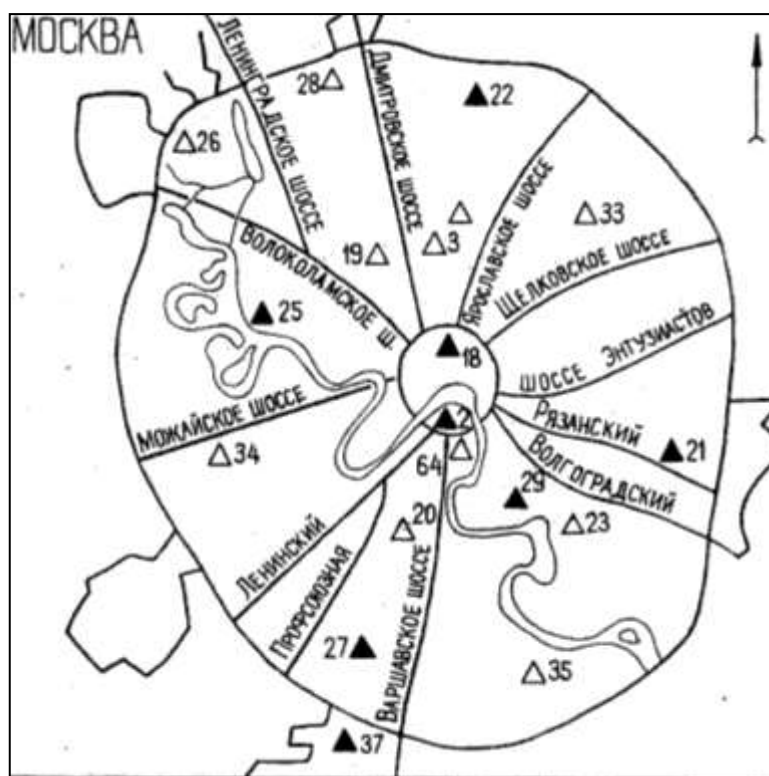 МОСКВА
ЛЕНИНГРАДСКОЕ ШОССЕ
ДМИТРОВСКОЕ ШОССЕ
28
22
26
ЯРОСЛАВСКОЕ ШОССЕ
33
3
19
ВОЛОКОЛАМСКОЕ Ш.
ЩЕЛКОВСКОЕ ШОССЕ
25
18
ШОССЕ ЭНТУЗИАСТОВ
МОЖАЙСКОЕ ШОССЕ
2
РЯЗАНСКИЙ
21
34
64
ВОЛГОГРАДСКИЙ
29
20
23
ЛЕНИНСКИЙ
ПРОФСОЮЗНАЯ
ВАРШАВСКОЕ ШОССЕ
27
35
37